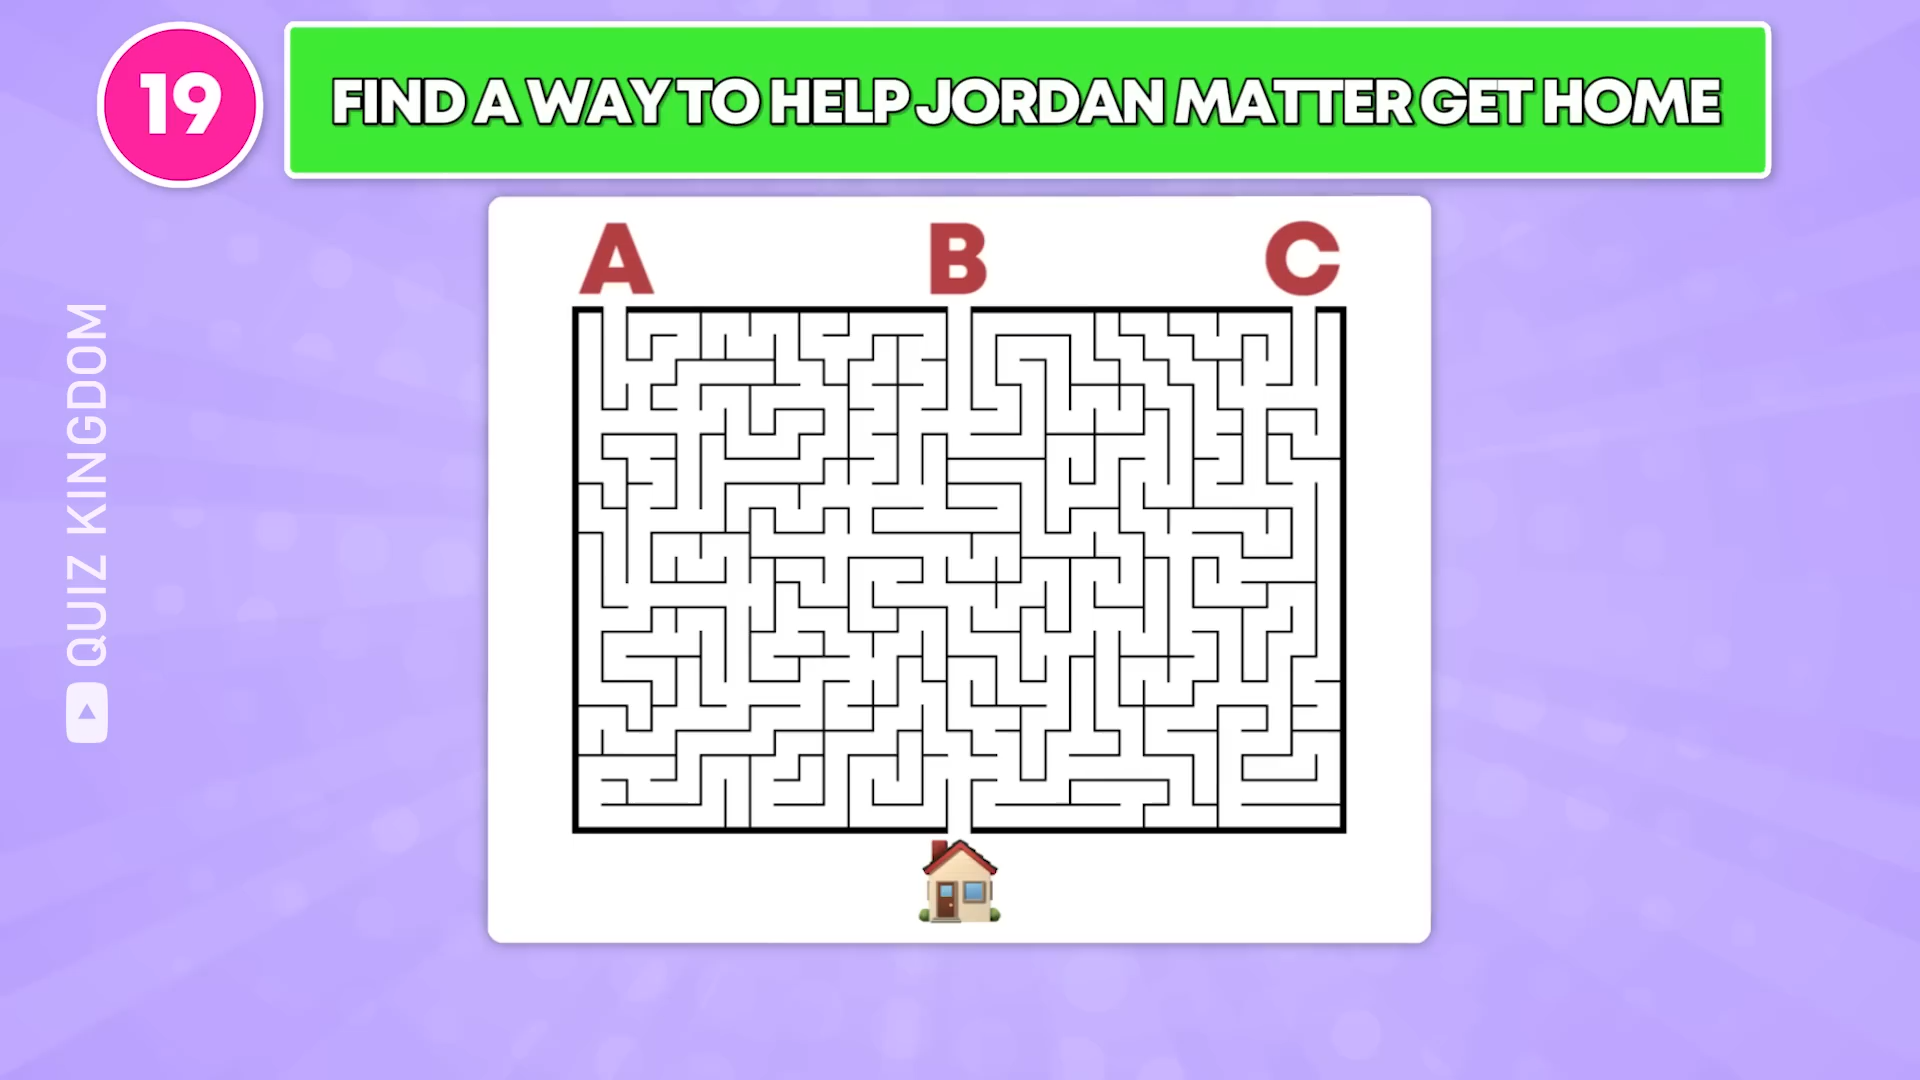 19
FIND A WAY TO HELP JORDAN MATTER GET HOME
A B C
QUIZ KINGDOM